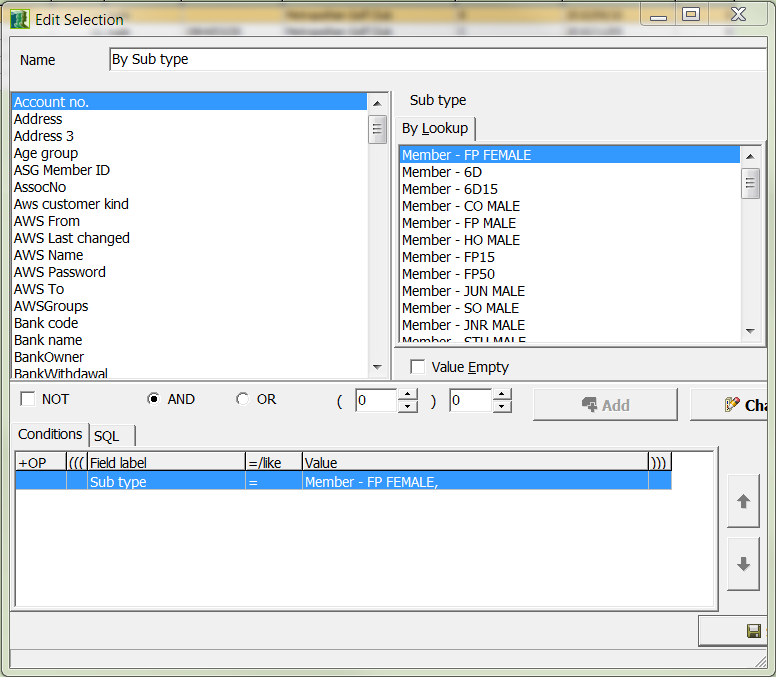 Edit Selection
Name
By Sub type
Account no.
Address
Address 3
Age group
ASG Member ID
AssocNo
Aws customer kind
AWS From
AWS Last changed
AWS Name
AWS Password
AWS To
AWSGroups
Bank code
Bank name
BankOwner
BankWithdawal
Sub type
By Lookup
Member - FP FEMALE
Member - 6D
Member - 6D15
Member - CO MALE
Member - FP MALE
Member - HO MALE
Member - FP15
Member - FP50
Member - JUN MALE
Member - SO MALE
Member - JNR MALE
Member - STU MALE
Value Empty
NOT AND OR ( 0 ) 0 Add Cha
Conditions SQL
+OP ((( Field label =/like Value )))
Sub type = Member - FP FEMALE,